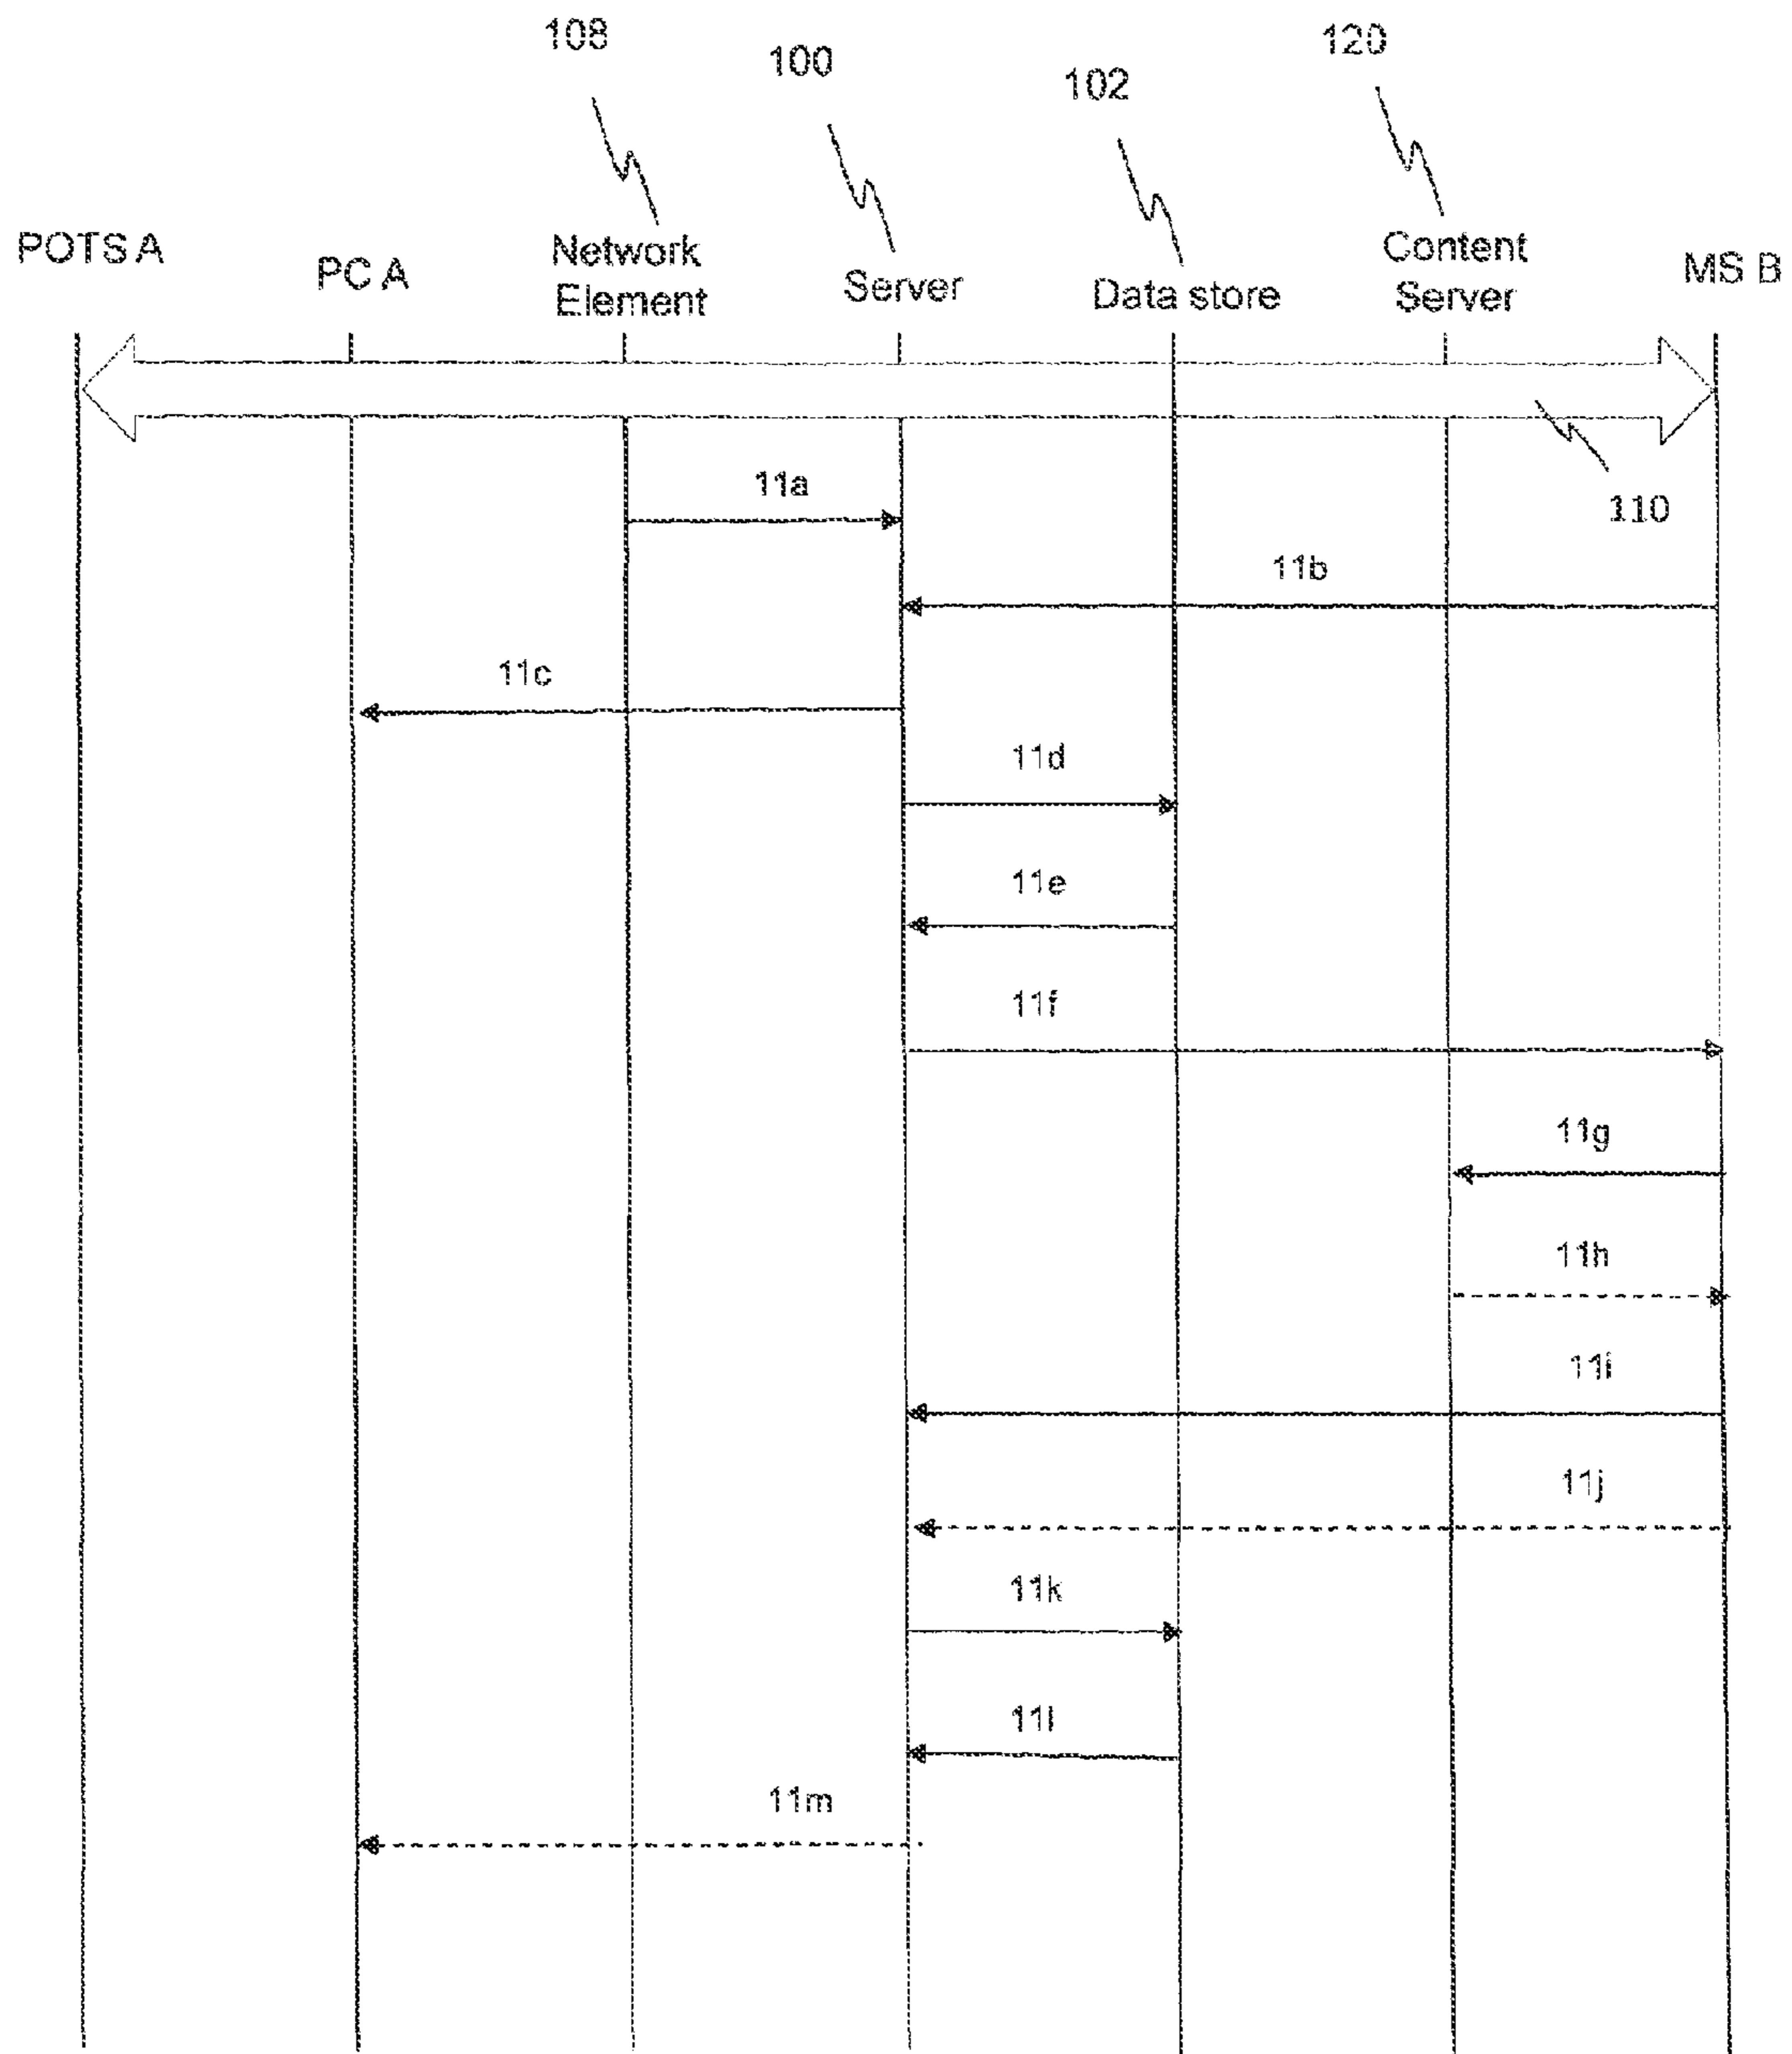 108
100
102
120
POTS A
PC A
Network
Element
Server
Data store
Content
Server
MS B
110
11a
11b
11c
11d
11e
11f
11g
11h
11i
11j
11k
11l
11m